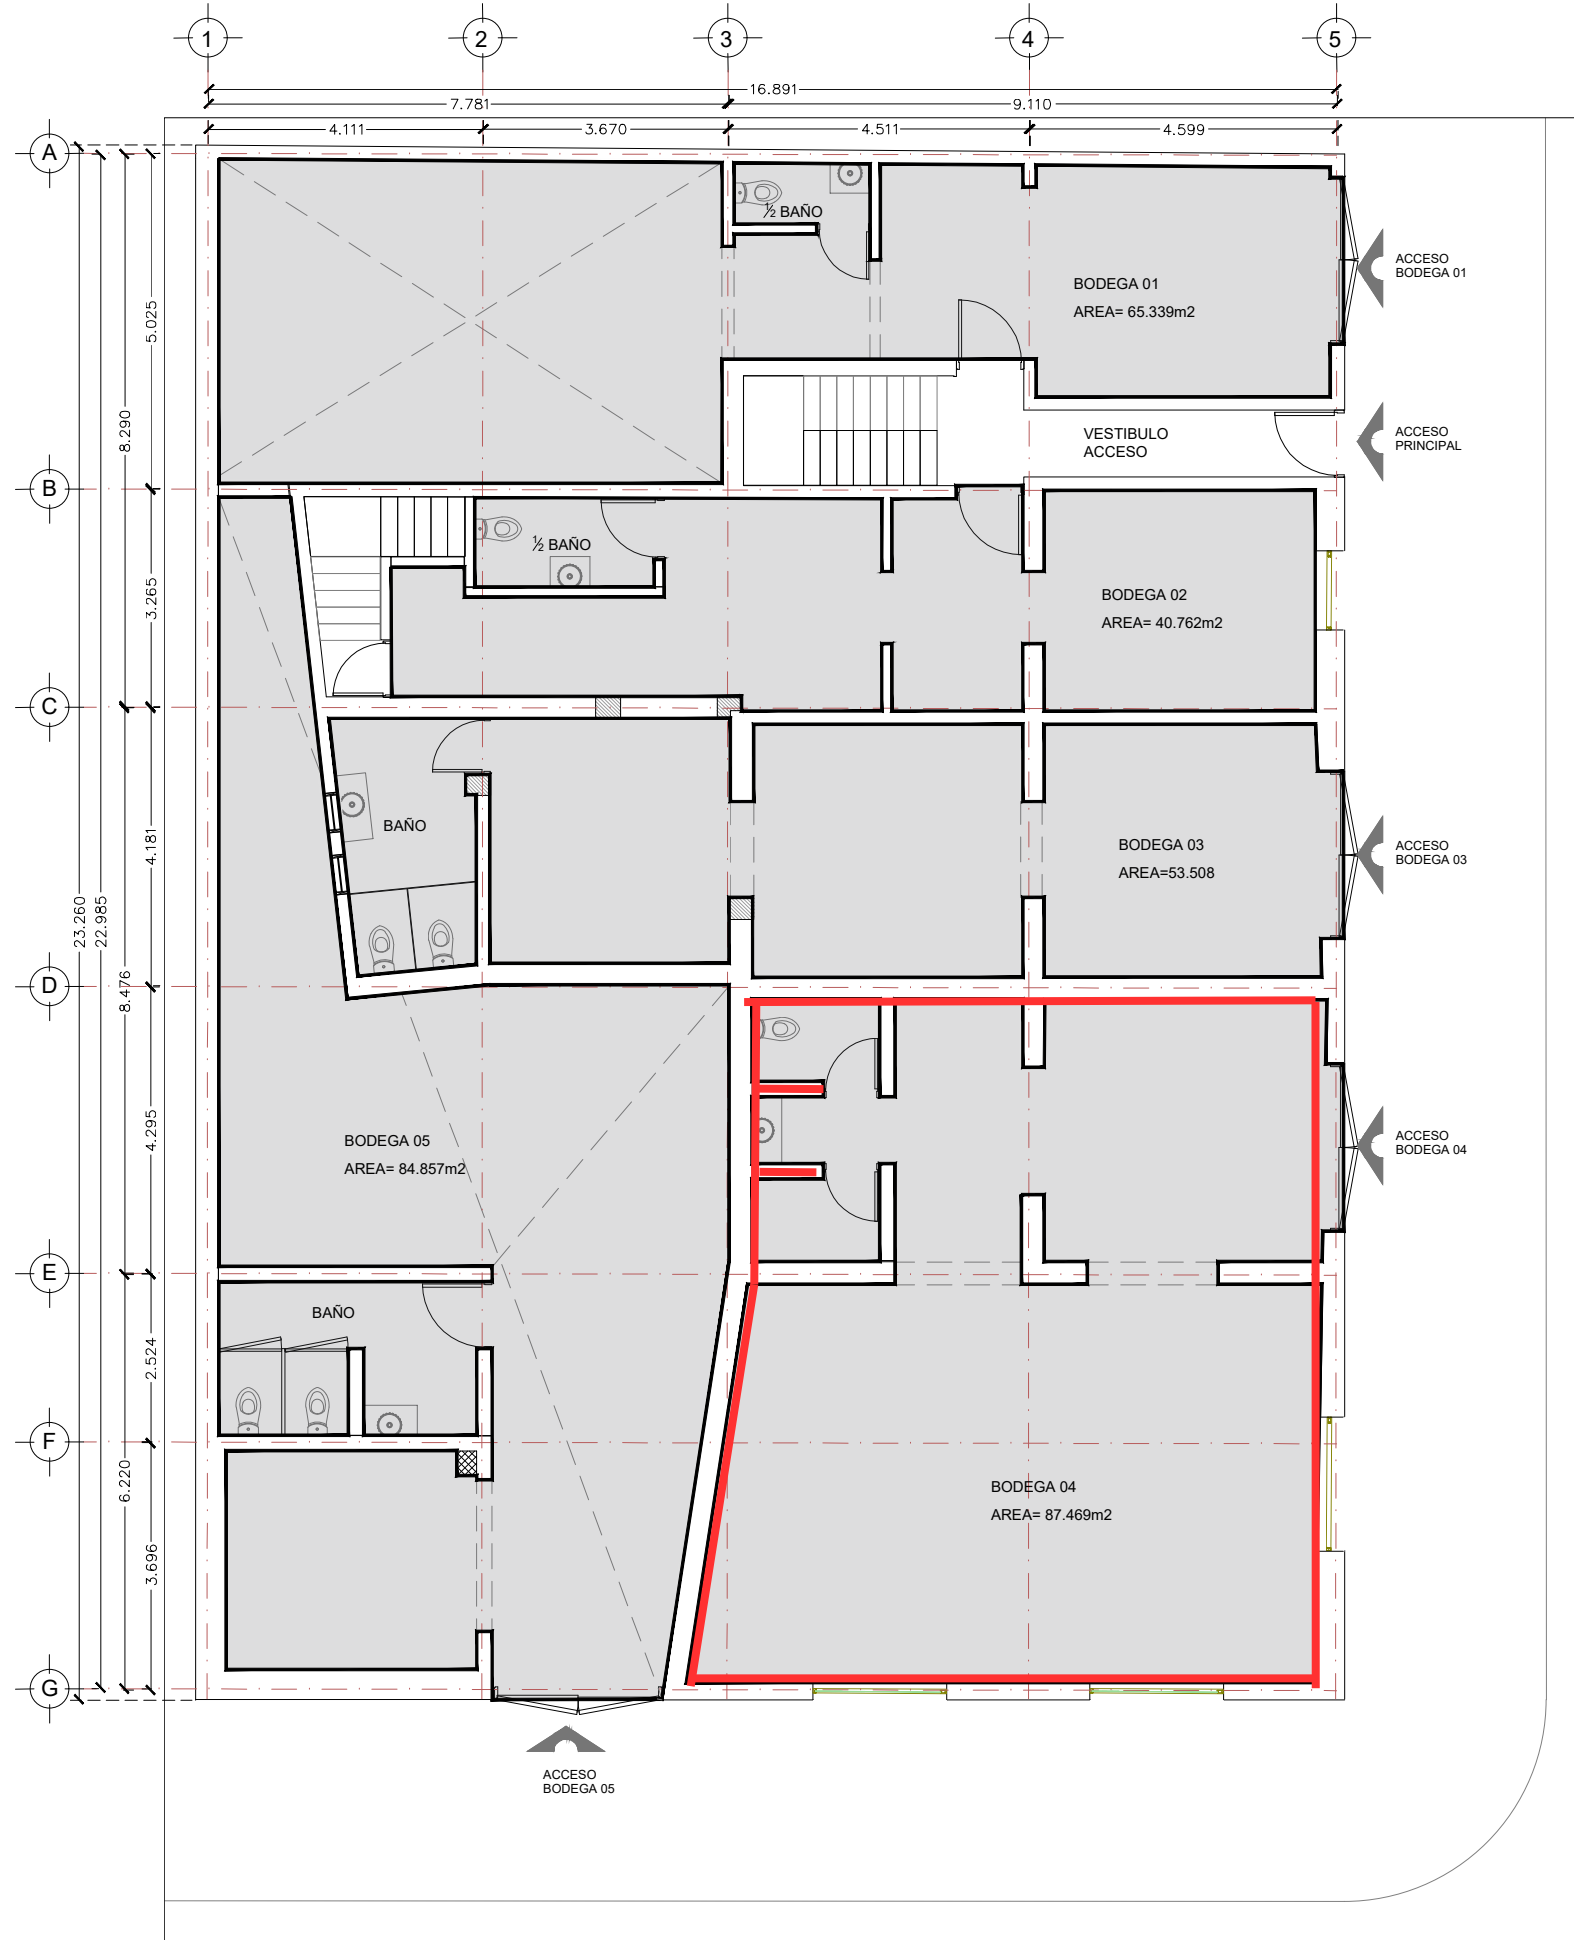 1
2
3
4
5
16.891
7.781
9.110
4.111
3.670
4.511
4.599
A
B
C
D
E
F
G
23.260
22.985
8.290
8.476
6.220
5.025
3.265
4.181
4.295
2.524
3.696
½ BAÑO
BODEGA 01
AREA= 65.339m2
ACCESO
BODEGA 01
VESTIBULO
ACCESO
ACCESO
PRINCIPAL
½ BAÑO
BODEGA 02
AREA= 40.762m2
BAÑO
BODEGA 03
AREA=53.508
ACCESO
BODEGA 03
BODEGA 05
AREA= 84.857m2
ACCESO
BODEGA 04
BAÑO
BODEGA 04
AREA= 87.469m2
ACCESO
BODEGA 05